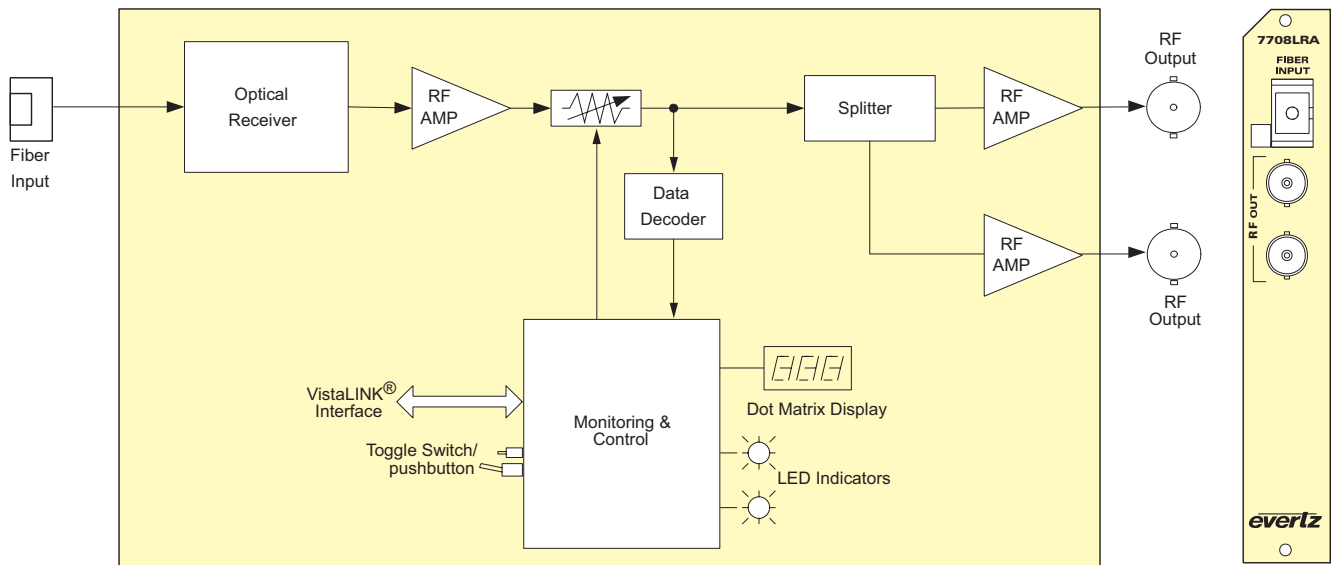 Fiber
Input
Optical
Receiver
RF
AMP
Splitter
RF
AMP
RF
Output
Data
Decoder
RF
AMP
RF
Output
VistaLINK®
Interface
Toggle Switch/
pushbutton
Monitoring &
Control
Dot Matrix Display
LED Indicators
7708LRA
FIBER
INPUT
RF OUT
evertz